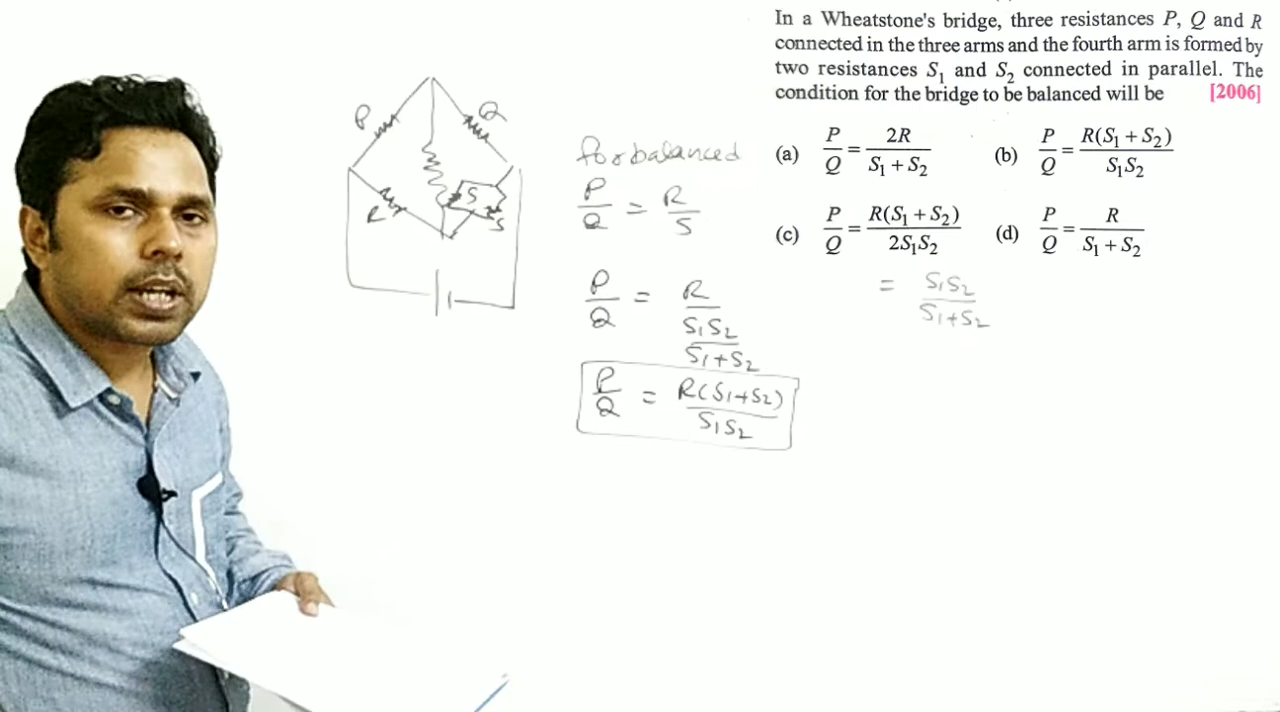 In a Wheatstone's bridge, three resistances P, Q and R
connected in the three arms and the fourth arm is formed by
two resistances S₁ and S₂ connected in parallel. The
condition for the bridge to be balanced will be [2006]
(a) P/Q = 2R/(S₁ + S₂) (b) P/Q = R(S₁ + S₂)/S₁S₂
(c) P/Q = R(S₁ + S₂)/2S₁S₂ (d) P/Q = R/(S₁ + S₂)
= S₁S₂/(S₁+S₂)
P
Q
R
S
S
for balanced
P/Q = R/S
P/Q = R/(S₁S₂/(S₁+S₂))
P/Q = R(S₁+S₂)/S₁S₂